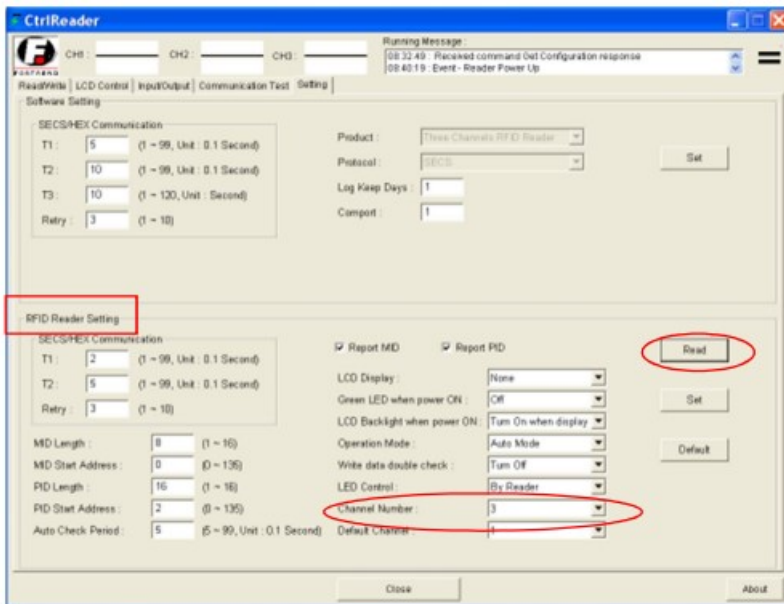 CtrlReader
CH1 :
CH2 :
CH3 :
Running Message :
08:32:49 : Received command Get Configuration response
08:40:19 : Event - Reader Power Up
Read/Write
LCD Control
Input/Output
Communication Test
Setting
Software Setting
SECS/HEX Communication
T1 : 5 (1 ~ 99, Unit : 0.1 Second)
T2 : 10 (1 ~ 99, Unit : 0.1 Second)
T3 : 10 (1 ~ 120, Unit : Second)
Retry : 3 (1 ~ 10)
Product : Three Channels RFID Reader
Protocol : SECS
Log Keep Days : 1
Comport : 1
Set
RFID Reader Setting
SECS/HEX Communication
T1 : 2 (1 ~ 99, Unit : 0.1 Second)
T2 : 5 (1 ~ 99, Unit : 0.1 Second)
Retry : 3 (1 ~ 10)
MID Length : 8 (1 ~ 16)
MID Start Address : 0 (0 ~ 135)
PID Length : 16 (1 ~ 16)
PID Start Address : 2 (0 ~ 135)
Auto Check Period : 5 (5 ~ 99, Unit : 0.1 Second)
Report MID
Report PID
LCD Display : None
Green LED when power ON : Off
LCD Backlight when power ON : Turn On when display
Operation Mode : Auto Mode
Write data double check : Turn Off
LED Control : By Reader
Channel Number : 3
Default Channel : 1
Read
Set
Default
Close
About